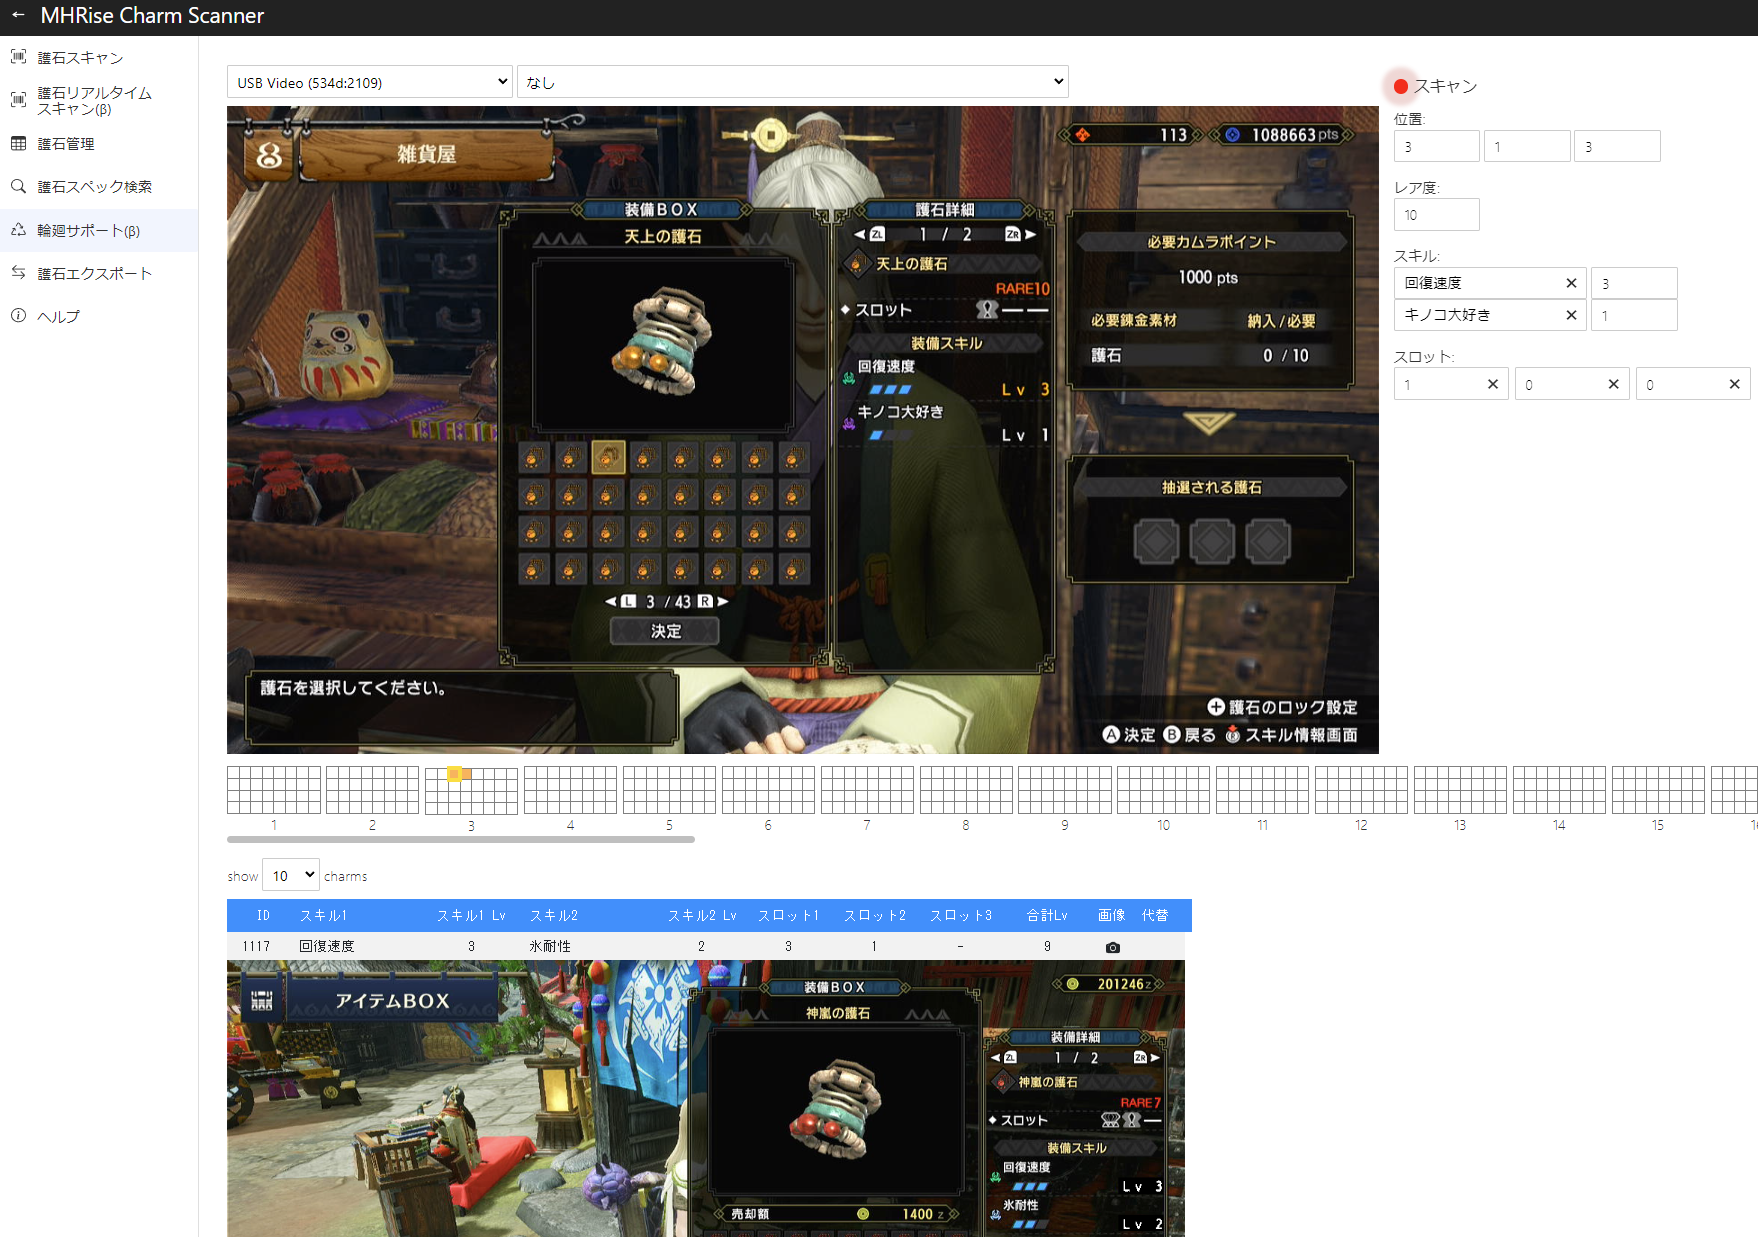 ← MHRise Charm Scanner
護石スキャン
護石リアルタイム
スキャン(β)
護石管理
護石スペック検索
輪廻サポート(β)
護石エクスポート
ヘルプ
USB Video (534d:2109)
なし
雑貨屋
113
1088663pts
装備BOX
天上の護石
護石詳細
ZL 1 / 2 ZR
天上の護石
RARE10
スロット
装備スキル
回復速度
Lv 3
キノコ大好き
Lv 1
L 3 / 43 R
決定
必要カムラポイント
1000 pts
必要錬金素材 納入/必要
護石 0 / 10
抽選される護石
護石を選択してください。
+護石のロック設定
A決定 B戻る R スキル情報画面
スキャン
位置:
3 1 3
レア度:
10
スキル:
回復速度 × 3
キノコ大好き × 1
スロット:
1 × 0 × 0 ×
1 2 3 4 5 6 7 8 9 10 11 12 13 14 15
show 10 charms
ID スキル1 スキル1 Lv スキル2 スキル2 Lv スロット1 スロット2 スロット3 合計Lv 画像 代替
1117 回復速度 3 氷耐性 2 3 1 - 9
アイテムBOX
201246z
装備BOX
神嵐の護石
売却額 1400 z
装備詳細
ZL 1 / 2 ZR
神嵐の護石
RARE7
スロット
装備スキル
回復速度
Lv 3
氷耐性
Lv 2